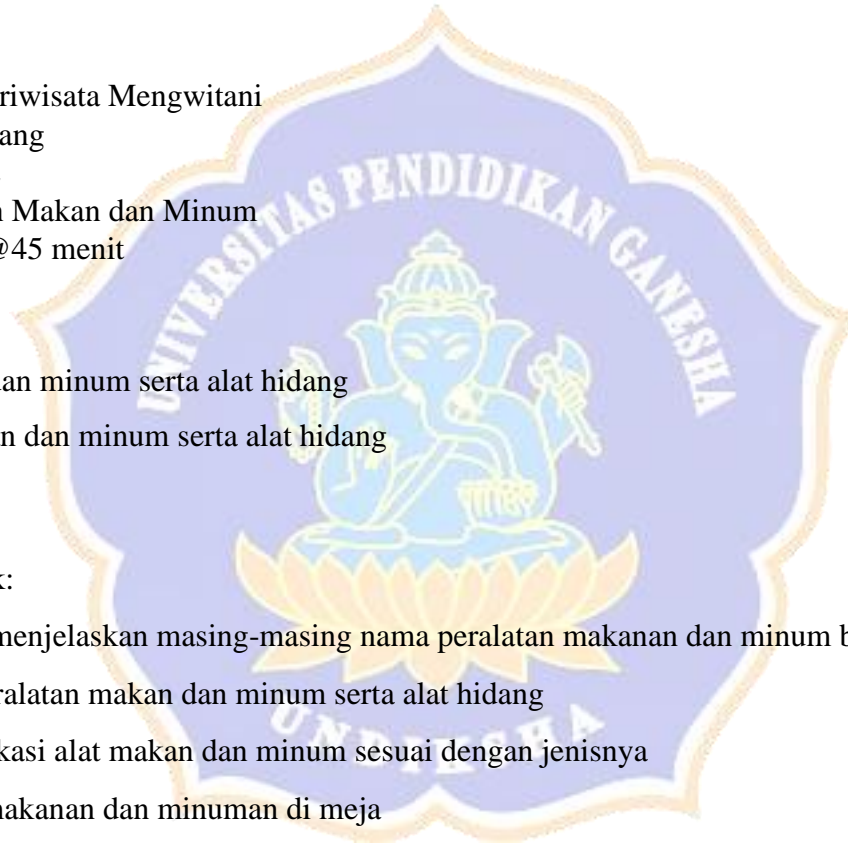 riwisata Mengwitani
ang
n Makan dan Minum
@45 menit
UNIVERSITAS PENDIDIKAN GANESHA
dan minum serta alat hidang
n dan minum serta alat hidang
k:
menjelaskan masing-masing nama peralatan makanan dan minum b
ralatan makan dan minum serta alat hidang
kasi alat makan dan minum sesuai dengan jenisnya
UNDIKSHA
makanan dan minuman di meja